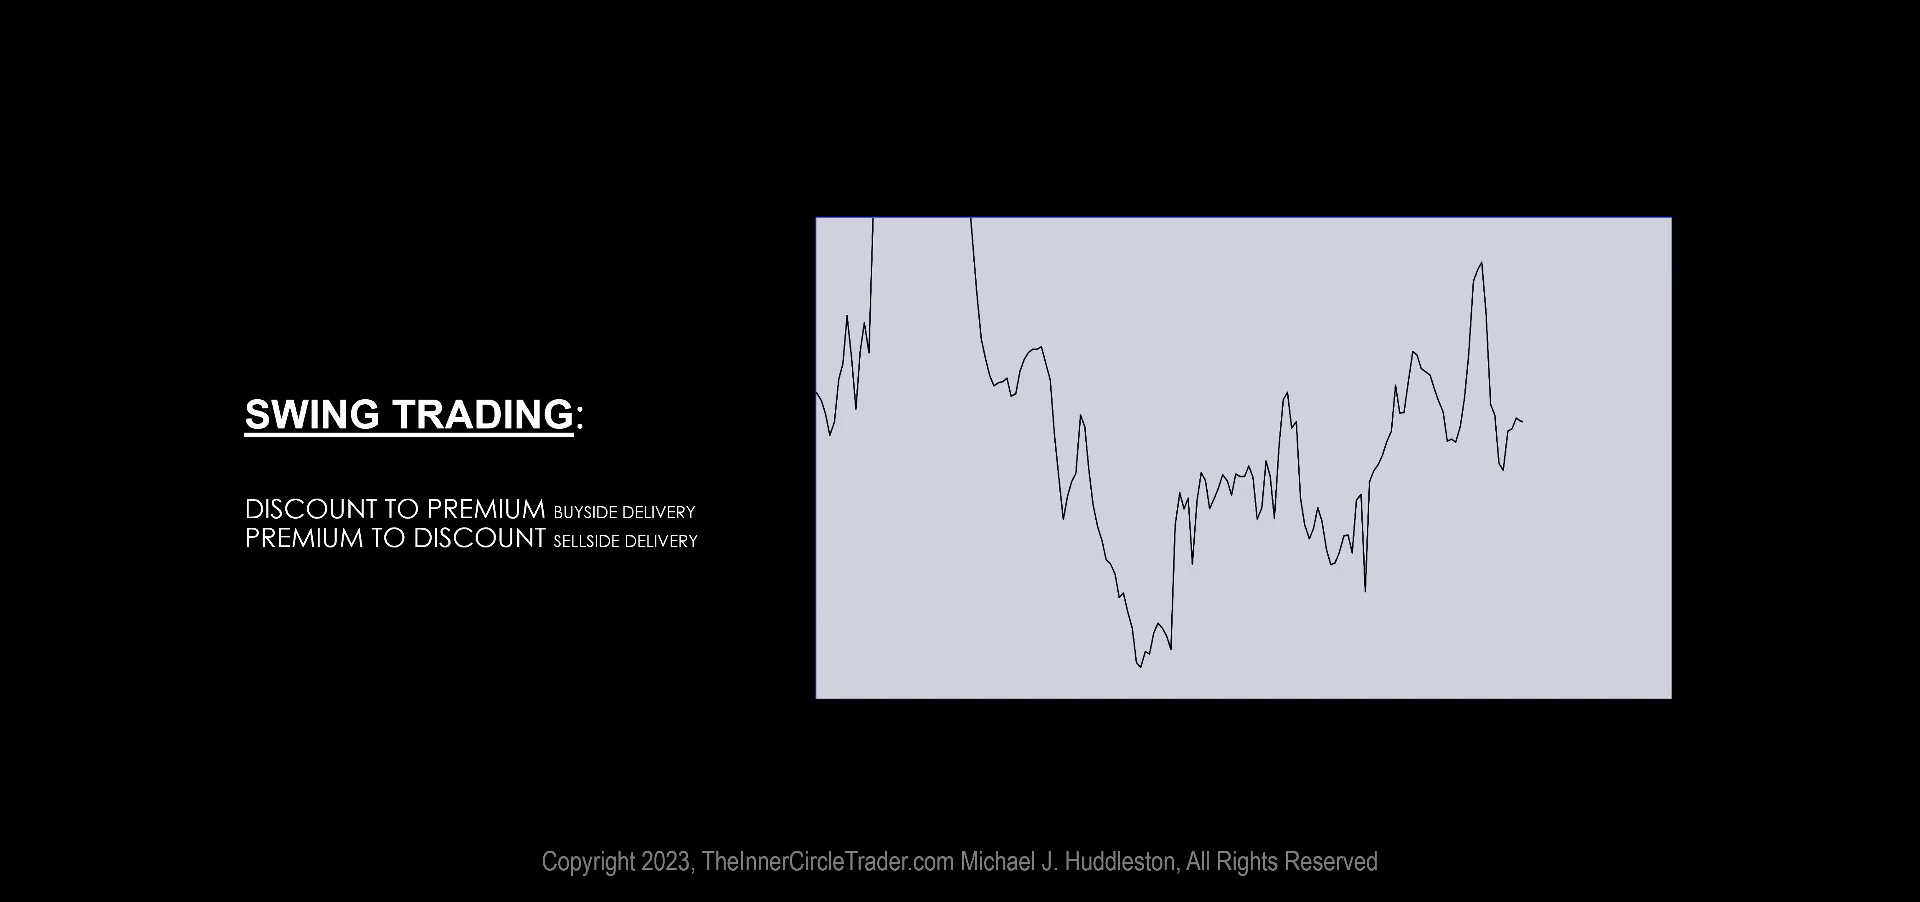 SWING TRADING:
DISCOUNT TO PREMIUM BUYSIDE DELIVERY
PREMIUM TO DISCOUNT SELLSIDE DELIVERY
Copyright 2023, TheInnerCircleTrader.com Michael J. Huddleston, All Rights Reserved